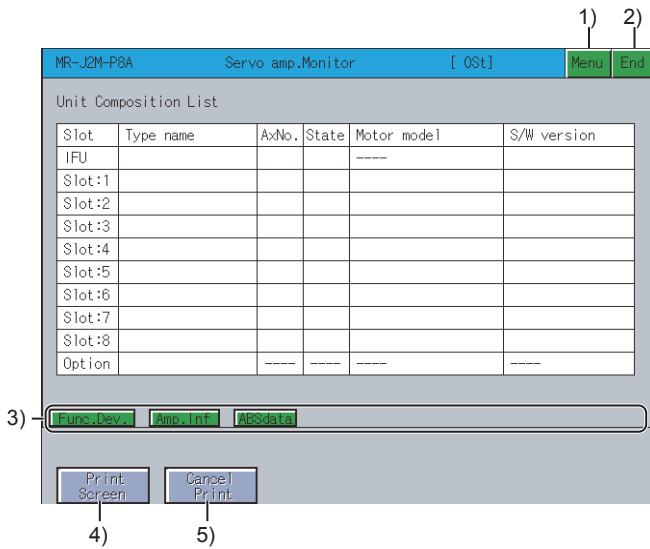 1) 2)
MR-J2M-P8A Servo amp.Monitor [ OSt] Menu End
Unit Composition List
Slot Type name AxNo. State Motor model S/W version
IFU ----
Slot:1
Slot:2
Slot:3
Slot:4
Slot:5
Slot:6
Slot:7
Slot:8
Option ---- ---- ---- ----
3) Func.Dev. Amp.Inf ABSdata
Print Cancel
Screen Print
4) 5)